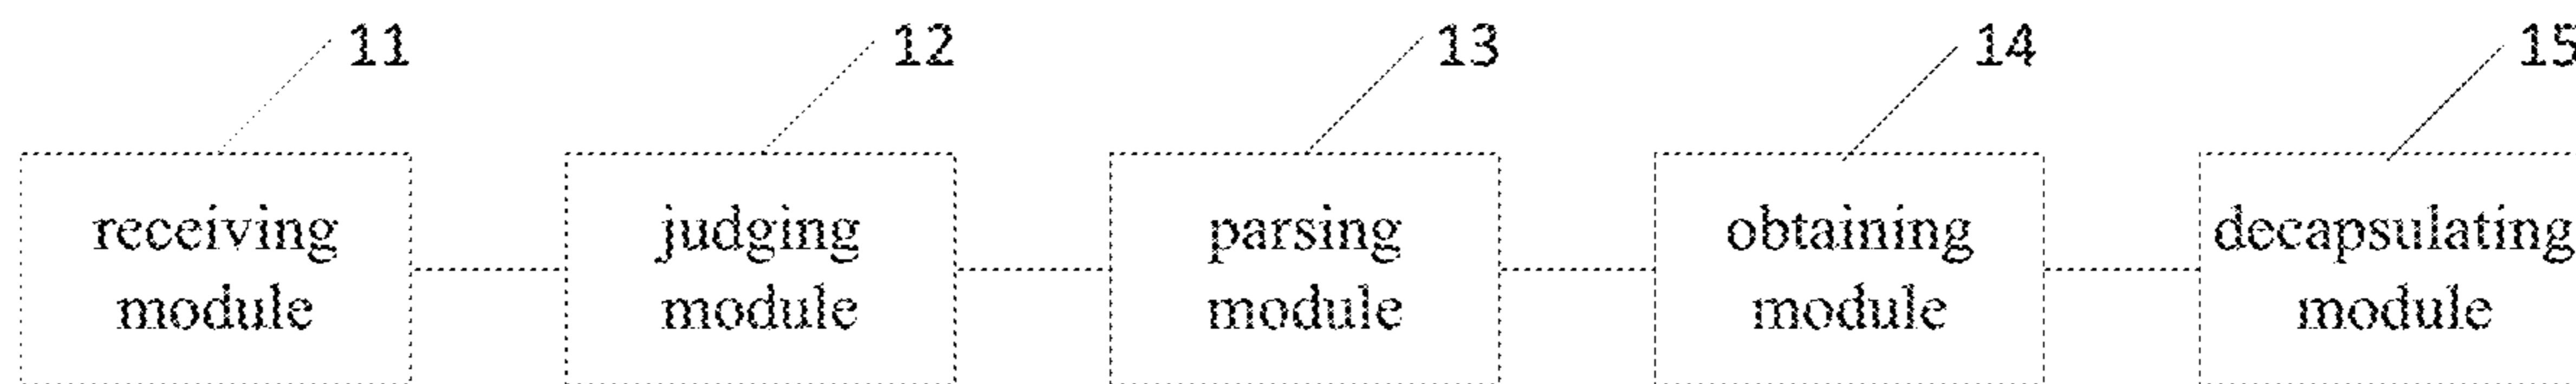 11 12 13 14 15
receiving judging parsing obtaining decapsulating
module module module module module